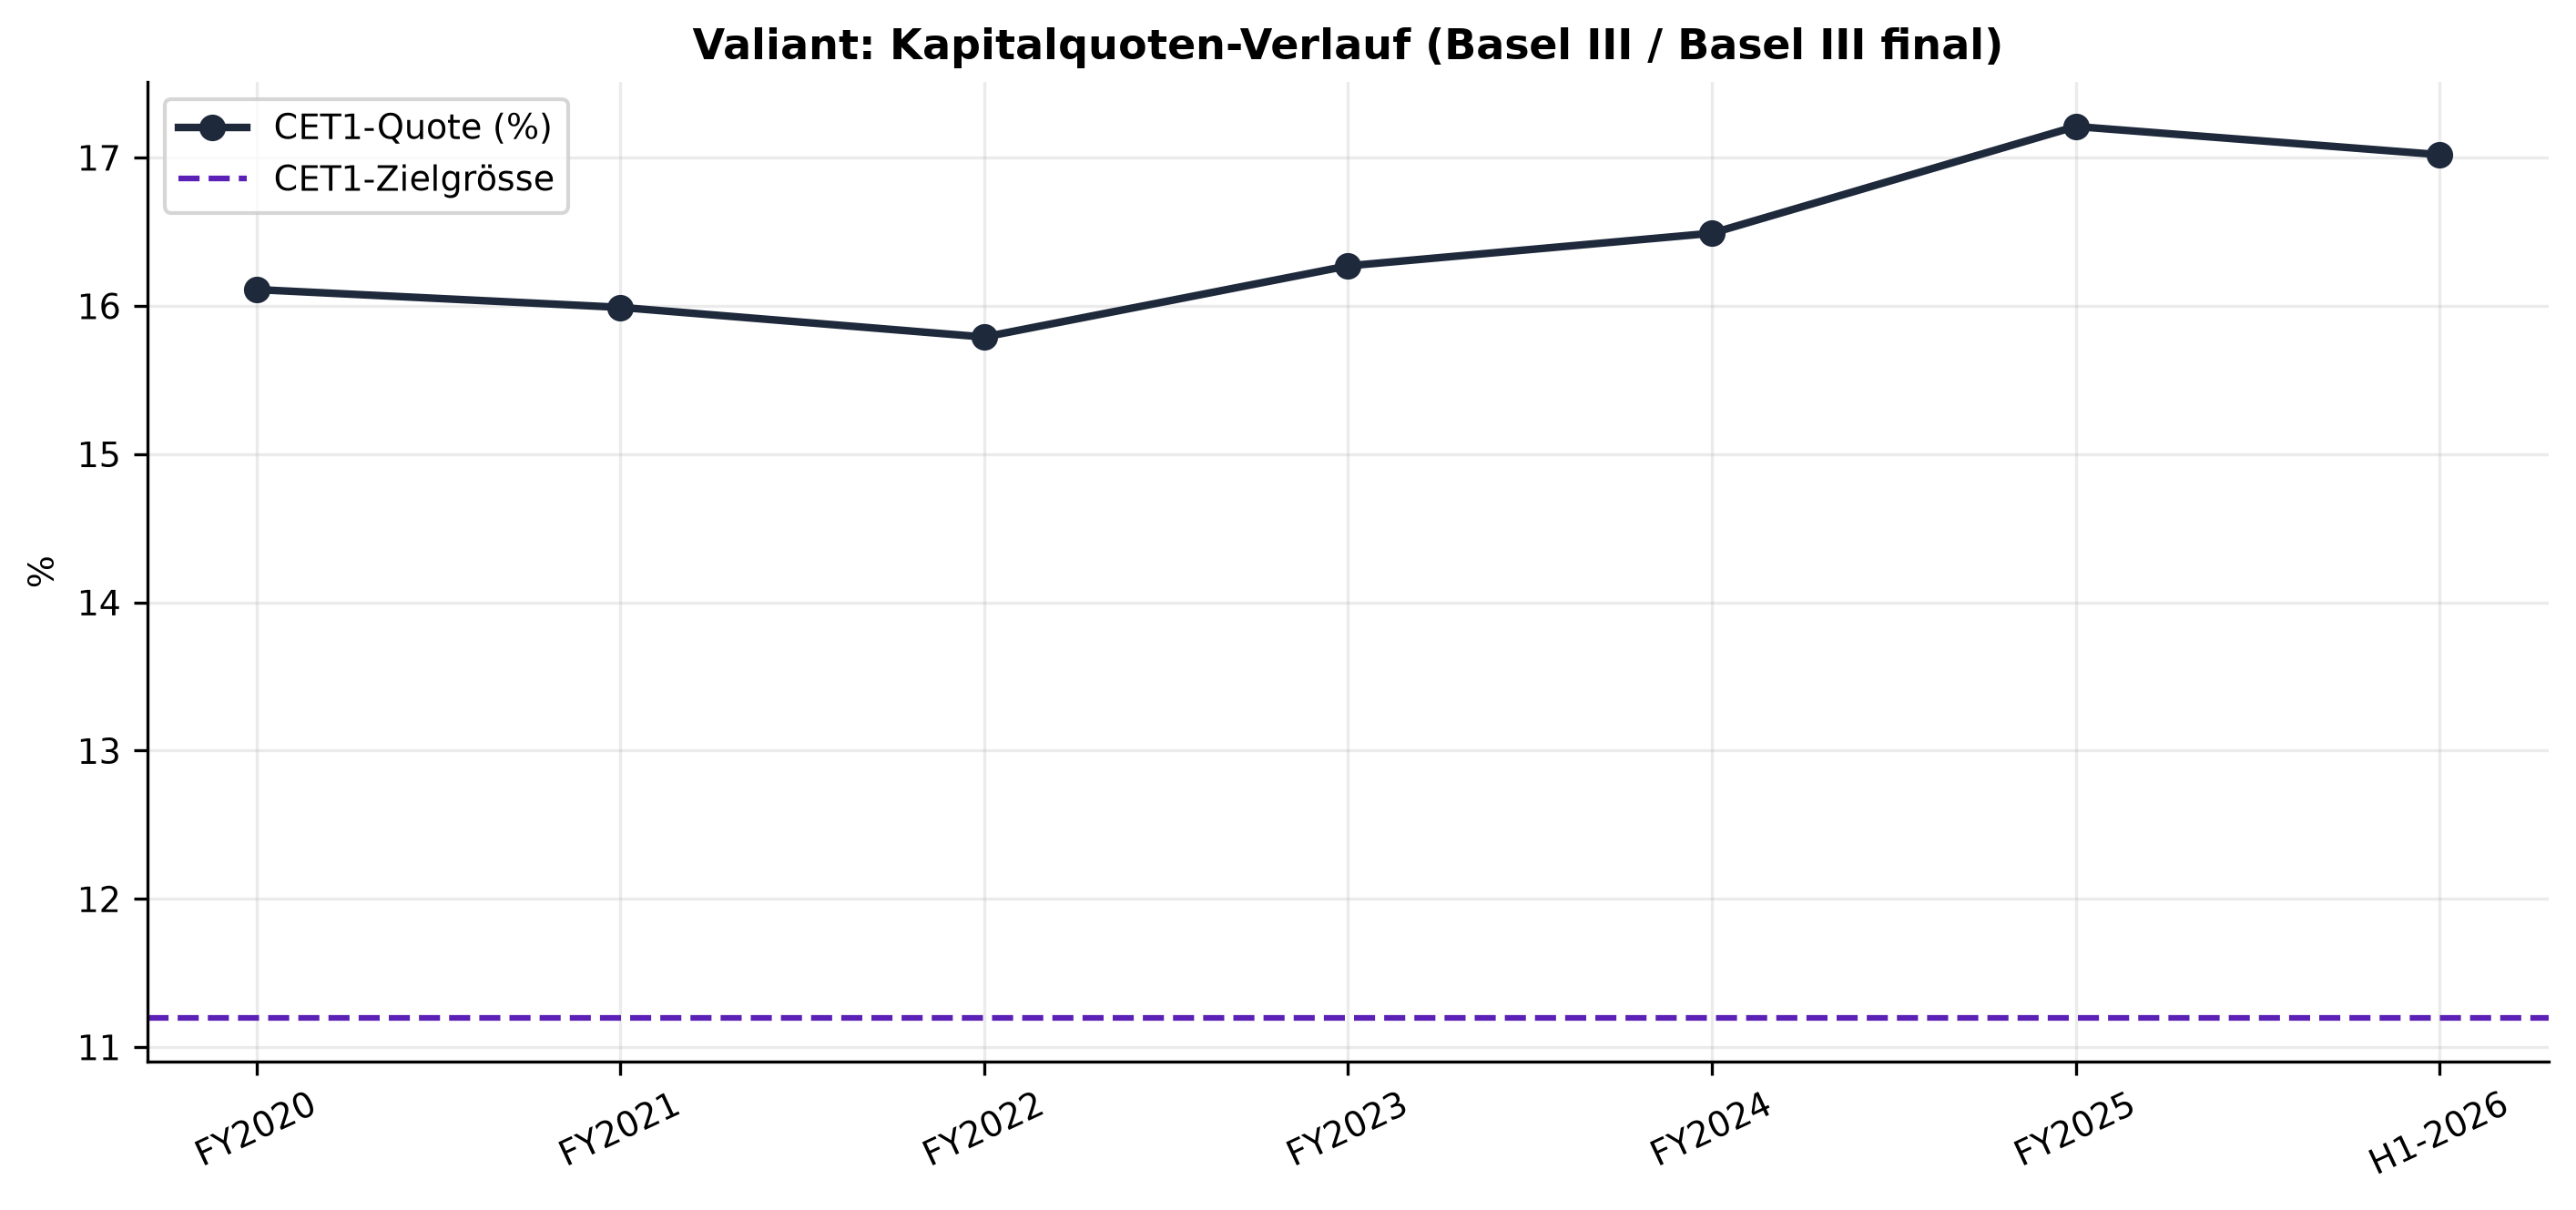 Valiant: Kapitalquoten-Verlauf (Basel III / Basel III final)
CET1-Quote (%)
CET1-Zielgrösse
%
17
16
15
14
13
12
11
FY2020
FY2021
FY2022
FY2023
FY2024
FY2025
H1-2026